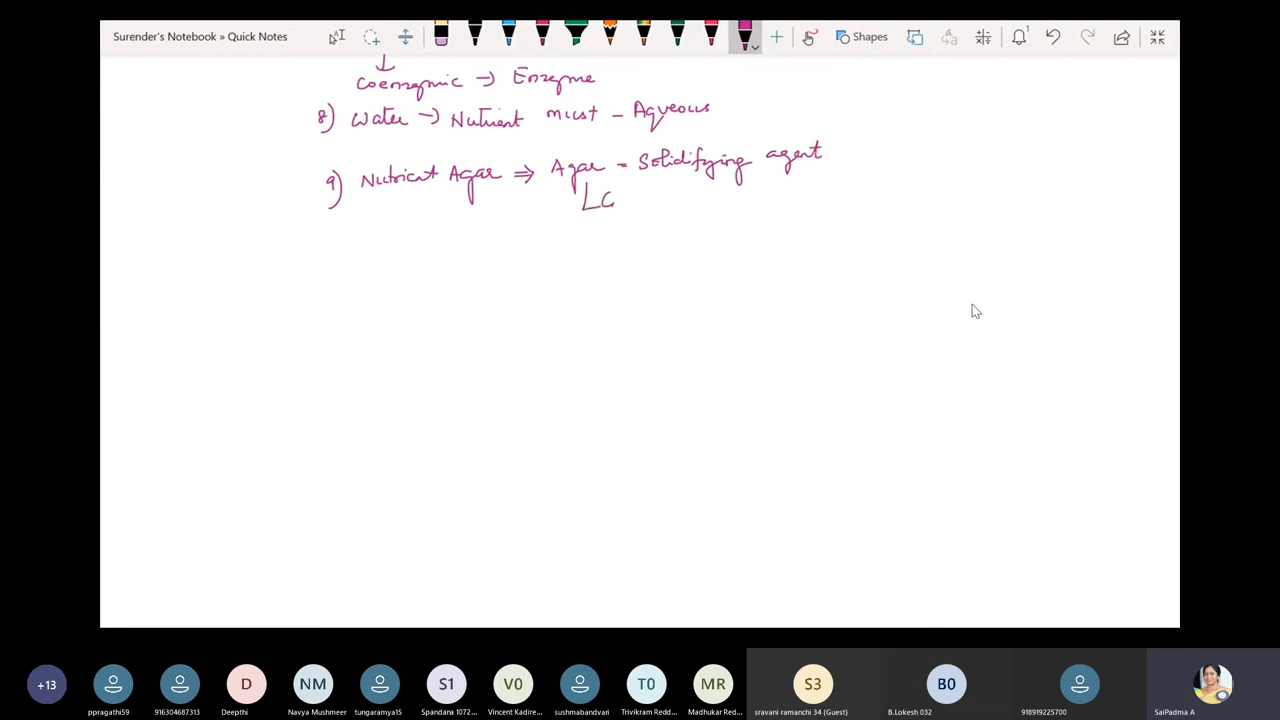 Surender's Notebook » Quick Notes
Shapes
Coenzymic → Enzyme
8) Water → Nutrient must - Aqueous
9) Nutrient Agar ⇒ Agar - Solidifying agent
+13
D
NM
S1
V0
T0
MR
S3
B0
ppragathi59
916304687313
Deepthi
Navya Mushmeer
tungaramya15
Spandana 1072...
Vincent Kadire...
sushmabandvari
Trivikram Redd...
Madhukar Red...
sravani ramanchi 34 (Guest)
B.Lokesh 032
918919225700
SaiPadma A